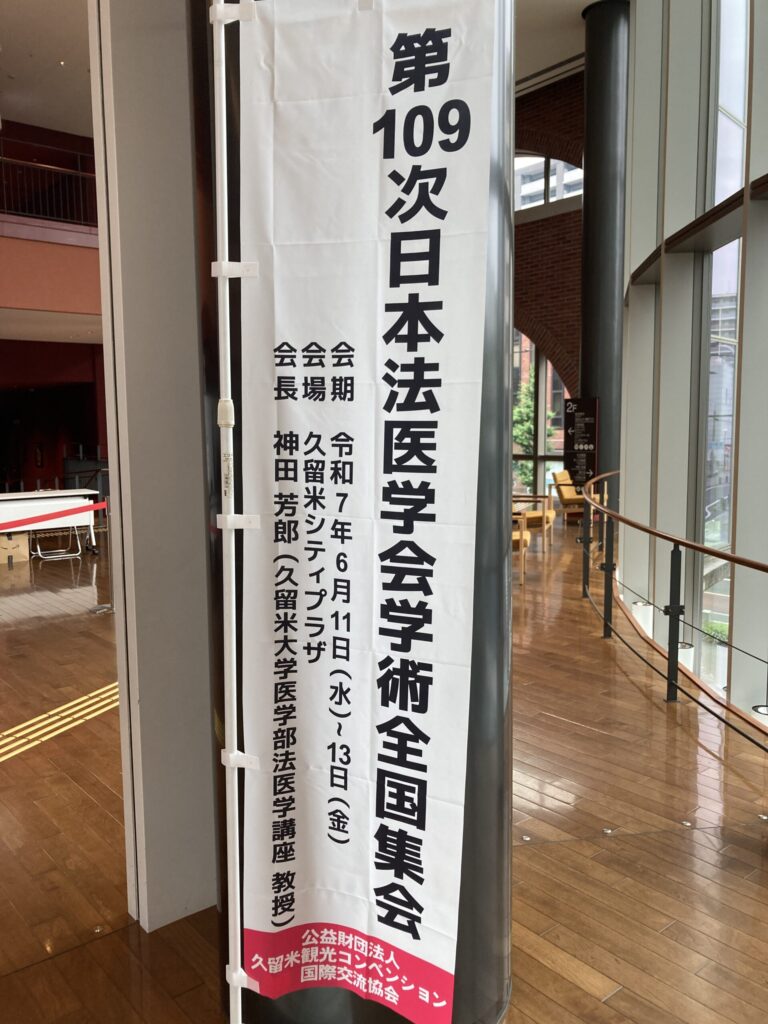 第109次日本法医学会学術全国集会
会期 令和7年6月11日(水)~13日(金)
会場 久留米シティプラザ
会長 神田 芳郎(久留米大学医学部法医学講座 教授)
公益財団法人
久留米観光コンベンション
国際交流協会
2F